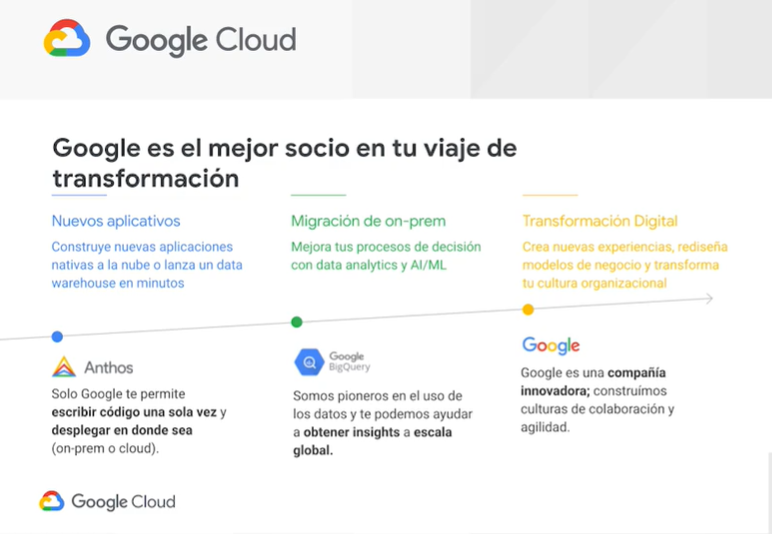 Google Cloud
Google es el mejor socio en tu viaje de
transformación
Nuevos aplicativos
Construye nuevas aplicaciones
nativas a la nube o lanza un data
warehouse en minutos
Migración de on-prem
Mejora tus procesos de decisión
con data analytics y AI/ML
Transformación Digital
Crea nuevas experiencias, rediseña
modelos de negocio y transforma
tu cultura organizacional
Anthos
Solo Google te permite
escribir código una sola vez y
desplegar en donde sea
(on-prem o cloud).
Google
BigQuery
Somos pioneros en el uso de
los datos y te podemos ayudar
a obtener insights a escala
global.
Google
Google es una compañía
innovadora; construímos
culturas de colaboración y
agilidad.
Google Cloud